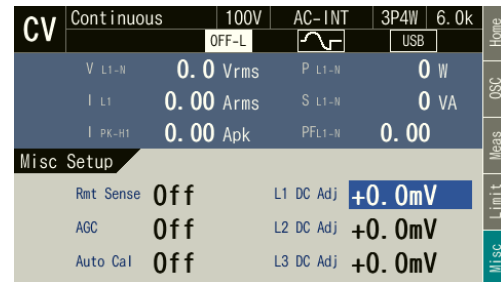 CV Continuous 100V AC-INT 3P4W 6.0k
OFF-L USB
V L1-N 0.0 Vrms P L1-N 0 W
I L1 0.00 Arms S L1-N 0 VA
I PK-H1 0.00 Apk PFL1-N 0.00
Misc Setup
Rmt Sense Off L1 DC Adj +0.0mV
AGC Off L2 DC Adj +0.0mV
Auto Cal Off L3 DC Adj +0.0mV
Home
OSC
Meas
Limit
Misc